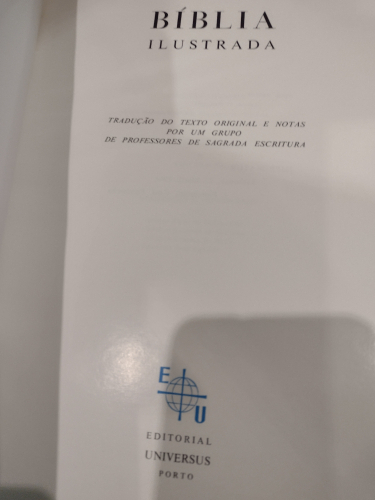 BÍBLIA
ILUSTRADA
TRADUÇÃO DO TEXTO ORIGINAL E NOTAS
POR UM GRUPO
DE PROFESSORES DE SAGRADA ESCRITURA
E
U
EDITORIAL
UNIVERSUS
PORTO